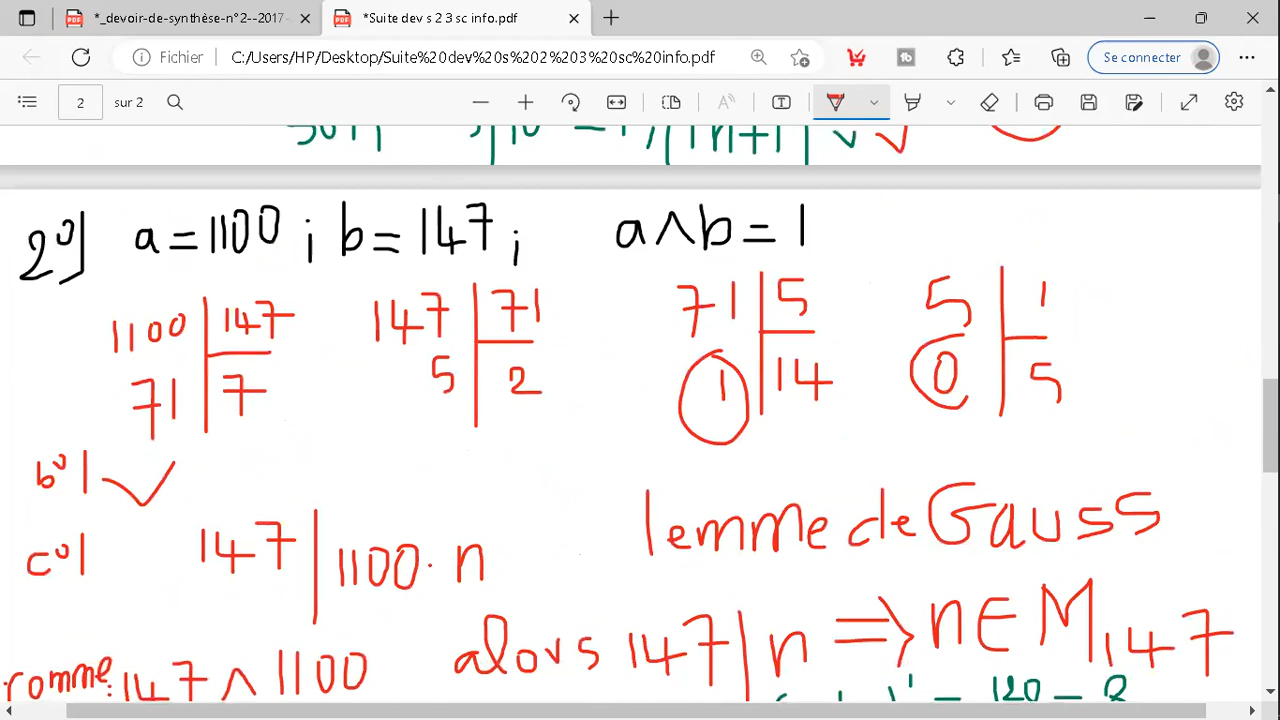 *_devoir-de-synthèse-n°2--2017-
*Suite dev s 2 3 sc info.pdf
Fichier
C:/Users/HP/Desktop/Suite%20dev%20s%202%203%20sc%20info.pdf
Se connecter
2 sur 2
2°) a = 1100 ; b = 147 ; a ∧ b = 1
1100 | 147
71 | 7
147 | 71
5 | 2
71 | 5
1 | 14
5 | 1
0 | 5
b°) ✓
c°) 147 | 1100 · n
lemme de Gauss
alors 147 | n ⟹ n ∈ M147
comme : 147 ∧ 1100